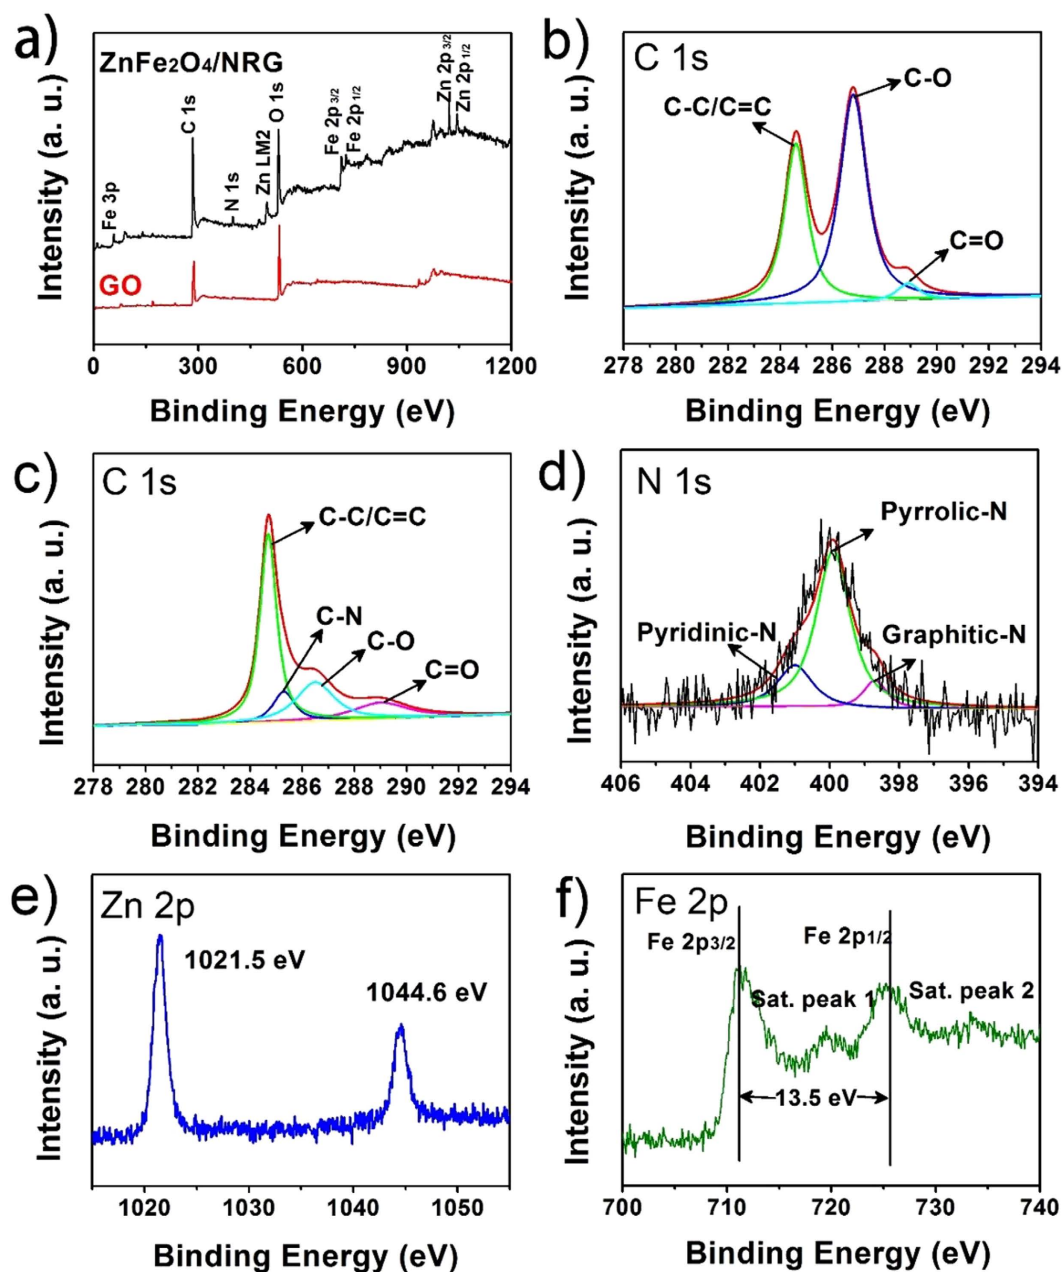 a)
ZnFe2O4/NRG
Fe 3p
C 1s
N 1s
Zn LM2
O 1s
Fe 2p 3/2
Fe 2p 1/2
Zn 2p 3/2
Zn 2p 1/2
GO
Intensity (a. u.)
0 300 600 900 1200
Binding Energy (eV)
b)
C 1s
C-O
C-C/C=C
C=O
Intensity (a. u.)
278 280 282 284 286 288 290 292 294
Binding Energy (eV)
c)
C 1s
C-C/C=C
C-N
C-O
C=O
Intensity (a. u.)
278 280 282 284 286 288 290 292 294
Binding Energy (eV)
d)
N 1s
Pyrrolic-N
Pyridinic-N
Graphitic-N
Intensity (a. u.)
406 404 402 400 398 396 394
Binding Energy (eV)
e)
Zn 2p
1021.5 eV
1044.6 eV
Intensity (a. u.)
1020 1030 1040 1050
Binding Energy (eV)
f)
Fe 2p
Fe 2p3/2
Fe 2p1/2
Sat. peak 1
Sat. peak 2
13.5 eV
Intensity (a. u.)
700 710 720 730 740
Binding Energy (eV)